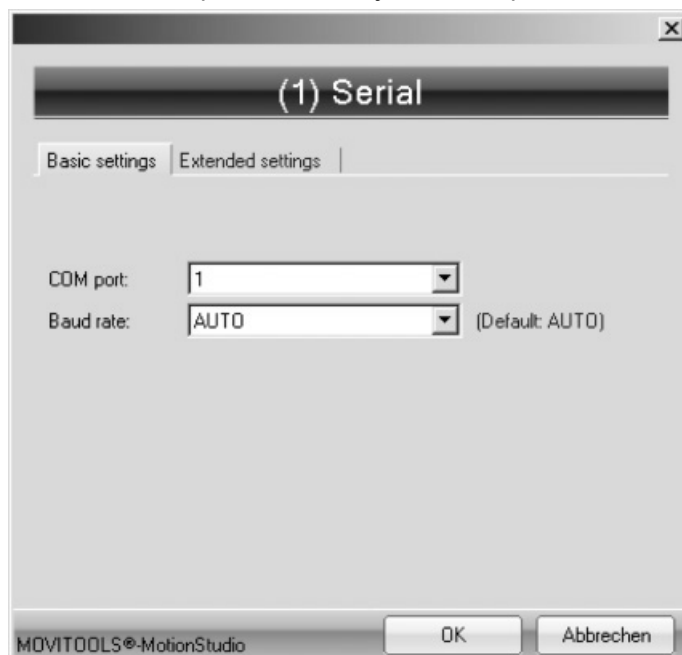 (1) Serial
Basic settings Extended settings
COM port: 1
Baud rate: AUTO (Default: AUTO)
MOVITOOLS®-MotionStudio OK Abbrechen